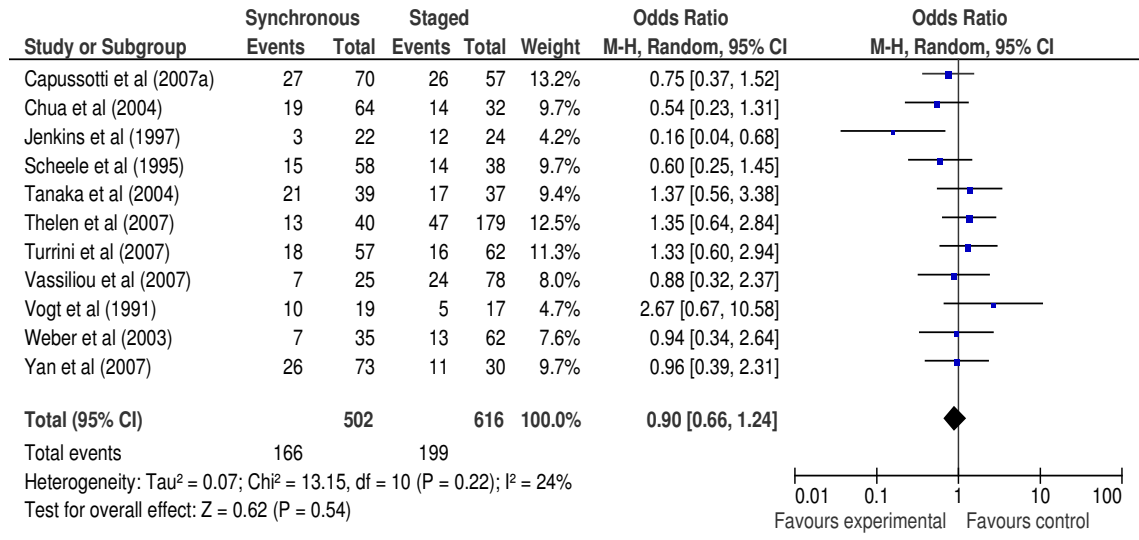 Synchronous Staged Odds Ratio Odds Ratio
Study or Subgroup Events Total Events Total Weight M-H, Random, 95% CI M-H, Random, 95% CI
Capussotti et al (2007a) 27 70 26 57 13.2% 0.75 [0.37, 1.52]
Chua et al (2004) 19 64 14 32 9.7% 0.54 [0.23, 1.31]
Jenkins et al (1997) 3 22 12 24 4.2% 0.16 [0.04, 0.68]
Scheele et al (1995) 15 58 14 38 9.7% 0.60 [0.25, 1.45]
Tanaka et al (2004) 21 39 17 37 9.4% 1.37 [0.56, 3.38]
Thelen et al (2007) 13 40 47 179 12.5% 1.35 [0.64, 2.84]
Turrini et al (2007) 18 57 16 62 11.3% 1.33 [0.60, 2.94]
Vassiliou et al (2007) 7 25 24 78 8.0% 0.88 [0.32, 2.37]
Vogt et al (1991) 10 19 5 17 4.7% 2.67 [0.67, 10.58]
Weber et al (2003) 7 35 13 62 7.6% 0.94 [0.34, 2.64]
Yan et al (2007) 26 73 11 30 9.7% 0.96 [0.39, 2.31]
Total (95% CI) 502 616 100.0% 0.90 [0.66, 1.24]
Total events 166 199
Heterogeneity: Tau² = 0.07; Chi² = 13.15, df = 10 (P = 0.22); I² = 24%
Test for overall effect: Z = 0.62 (P = 0.54)
0.01 0.1 1 10 100
Favours experimental Favours control